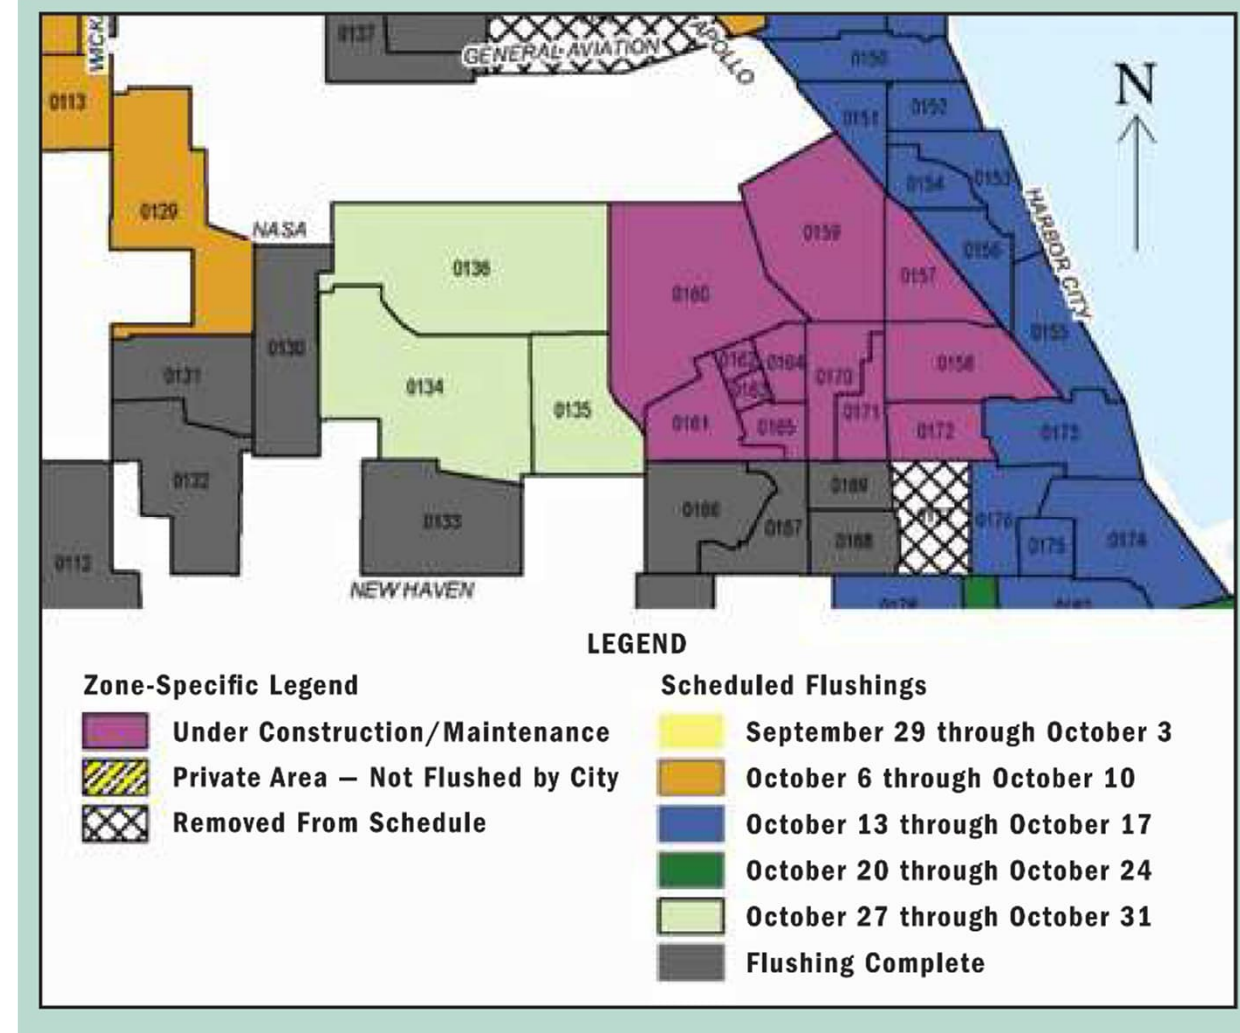 WICK
0137
GENERAL AVIATION
APOLLO
0150
0113
0151
0152
N
0129
0154
0153
HARBOR CITY
NASA
0159
0156
0136
0157
0160
0155
0130
0131
0162
0164
0158
0134
0163
0170
0135
0171
0161
0165
0172
0173
0132
0169
0166
0133
0167
0176
0168
0175
0174
0112
NEW HAVEN
LEGEND
Zone-Specific Legend
Under Construction/Maintenance
Private Area — Not Flushed by City
Removed From Schedule
Scheduled Flushings
September 29 through October 3
October 6 through October 10
October 13 through October 17
October 20 through October 24
October 27 through October 31
Flushing Complete